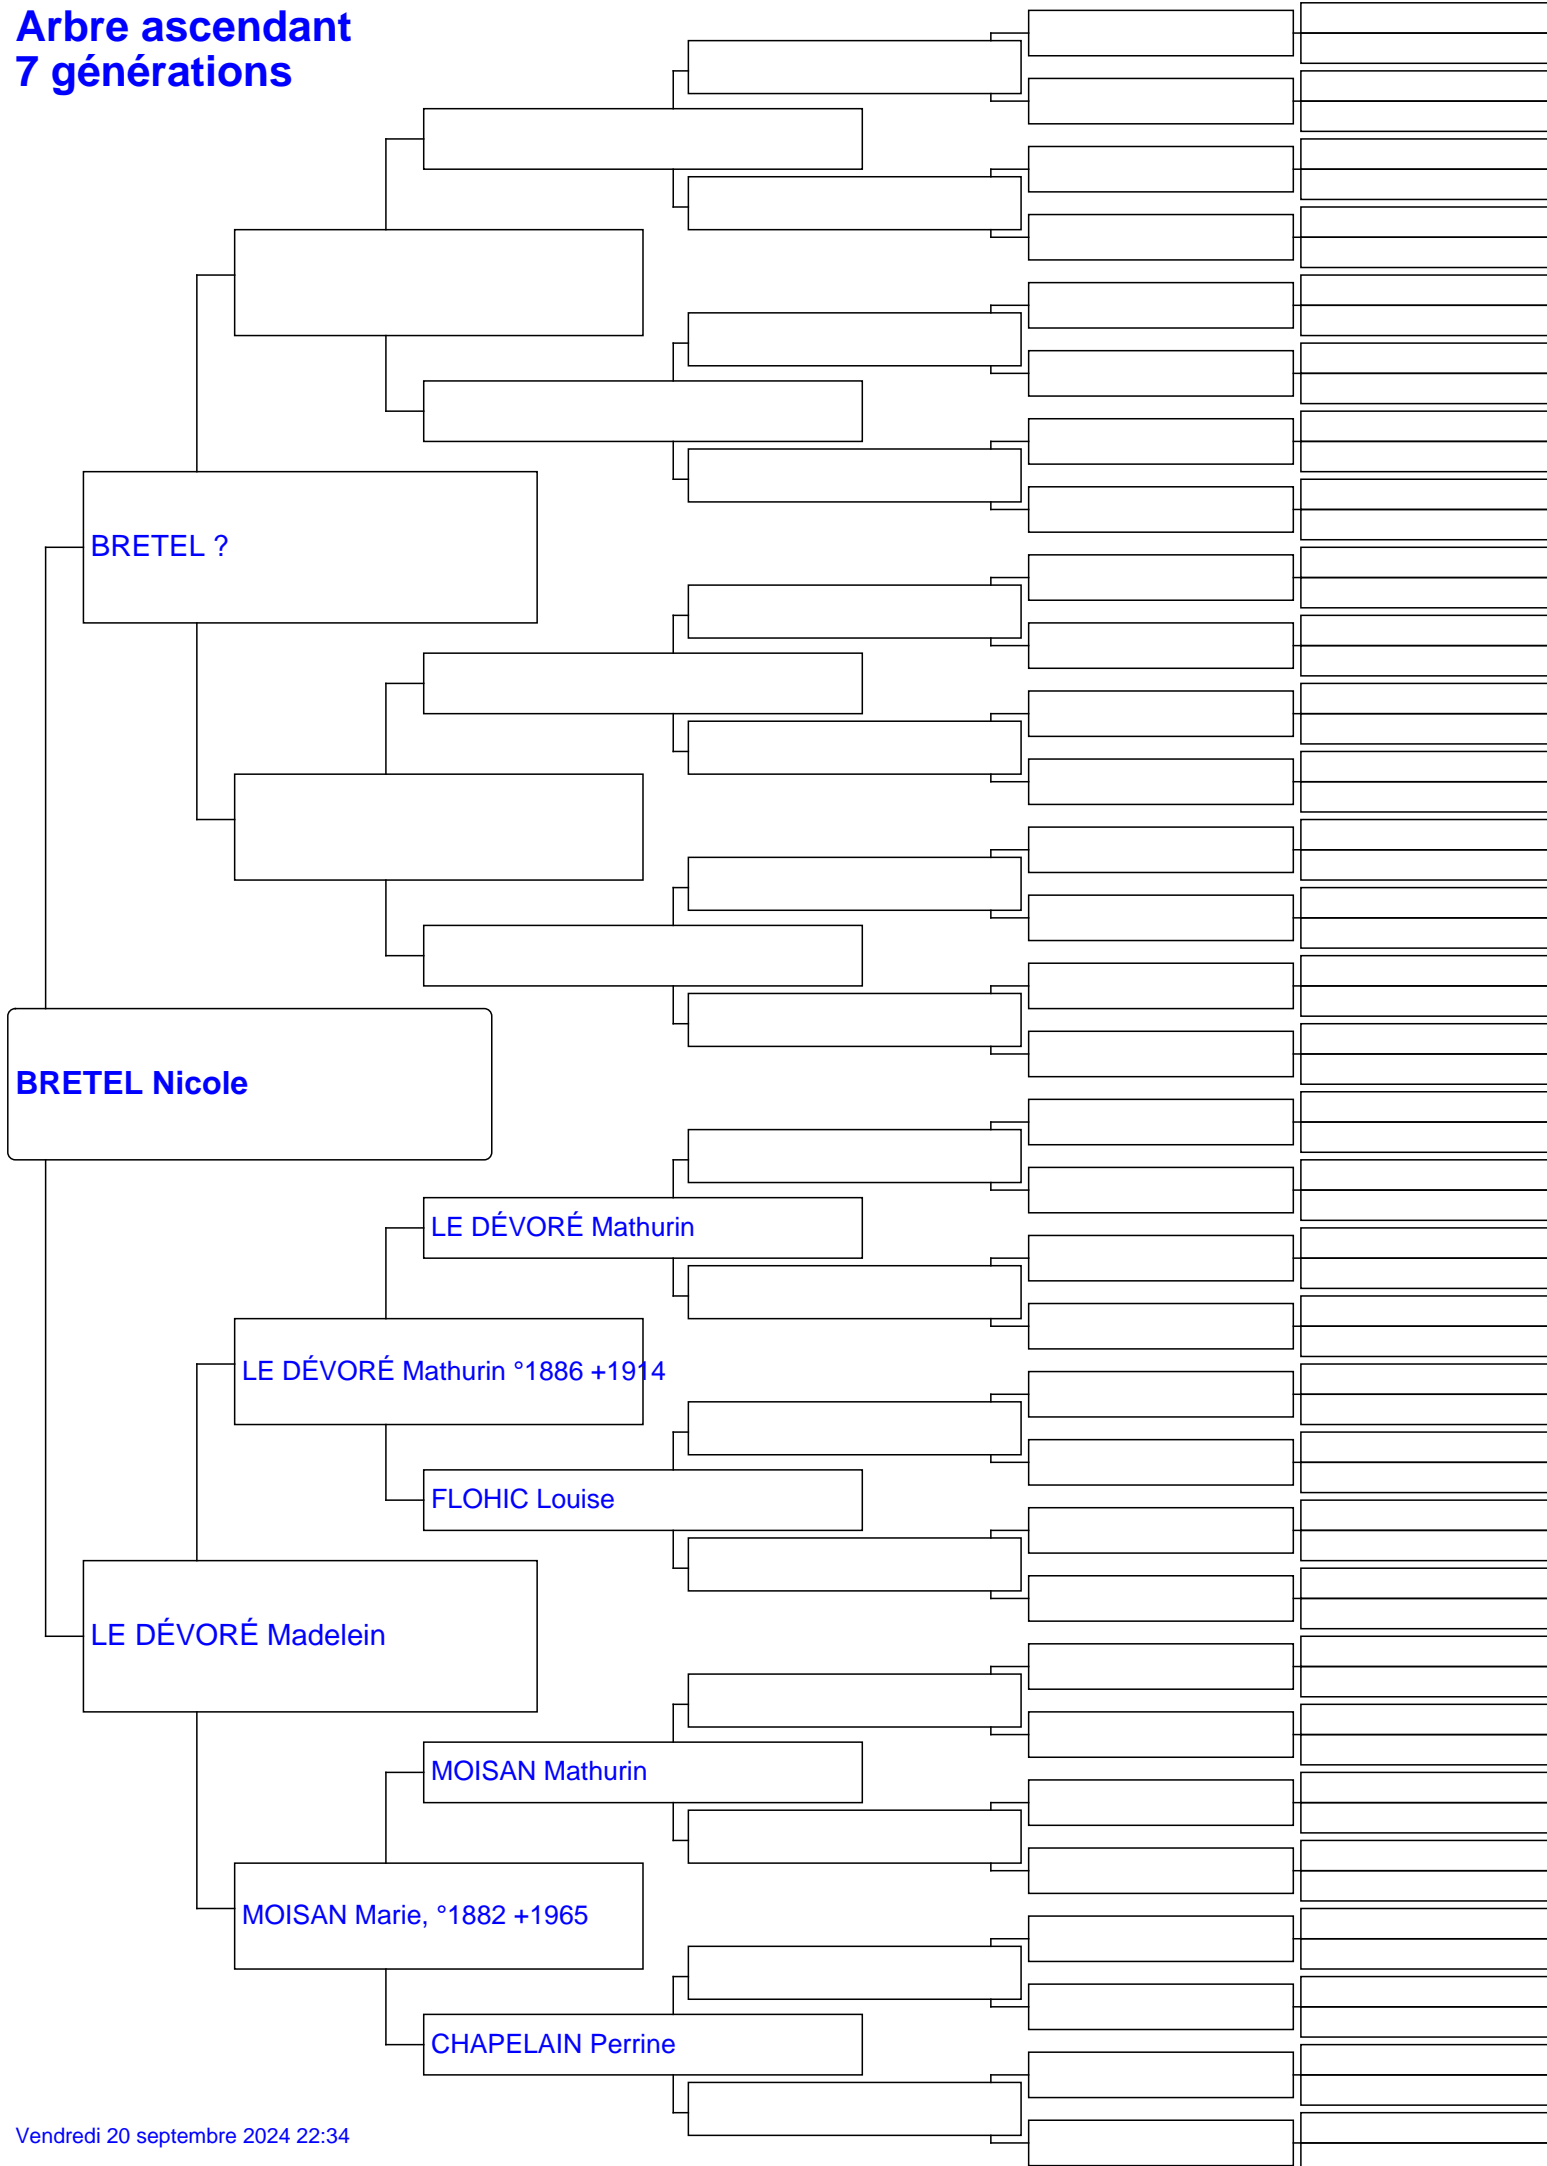 Arbre ascendant
7 générations
BRETEL ?
BRETEL Nicole
LE DÉVORÉ Mathurin
LE DÉVORÉ Mathurin °1886 +1914
FLOHIC Louise
LE DÉVORÉ Madelein
MOISAN Mathurin
MOISAN Marie, °1882 +1965
CHAPELAIN Perrine
Vendredi 20 septembre 2024 22:34